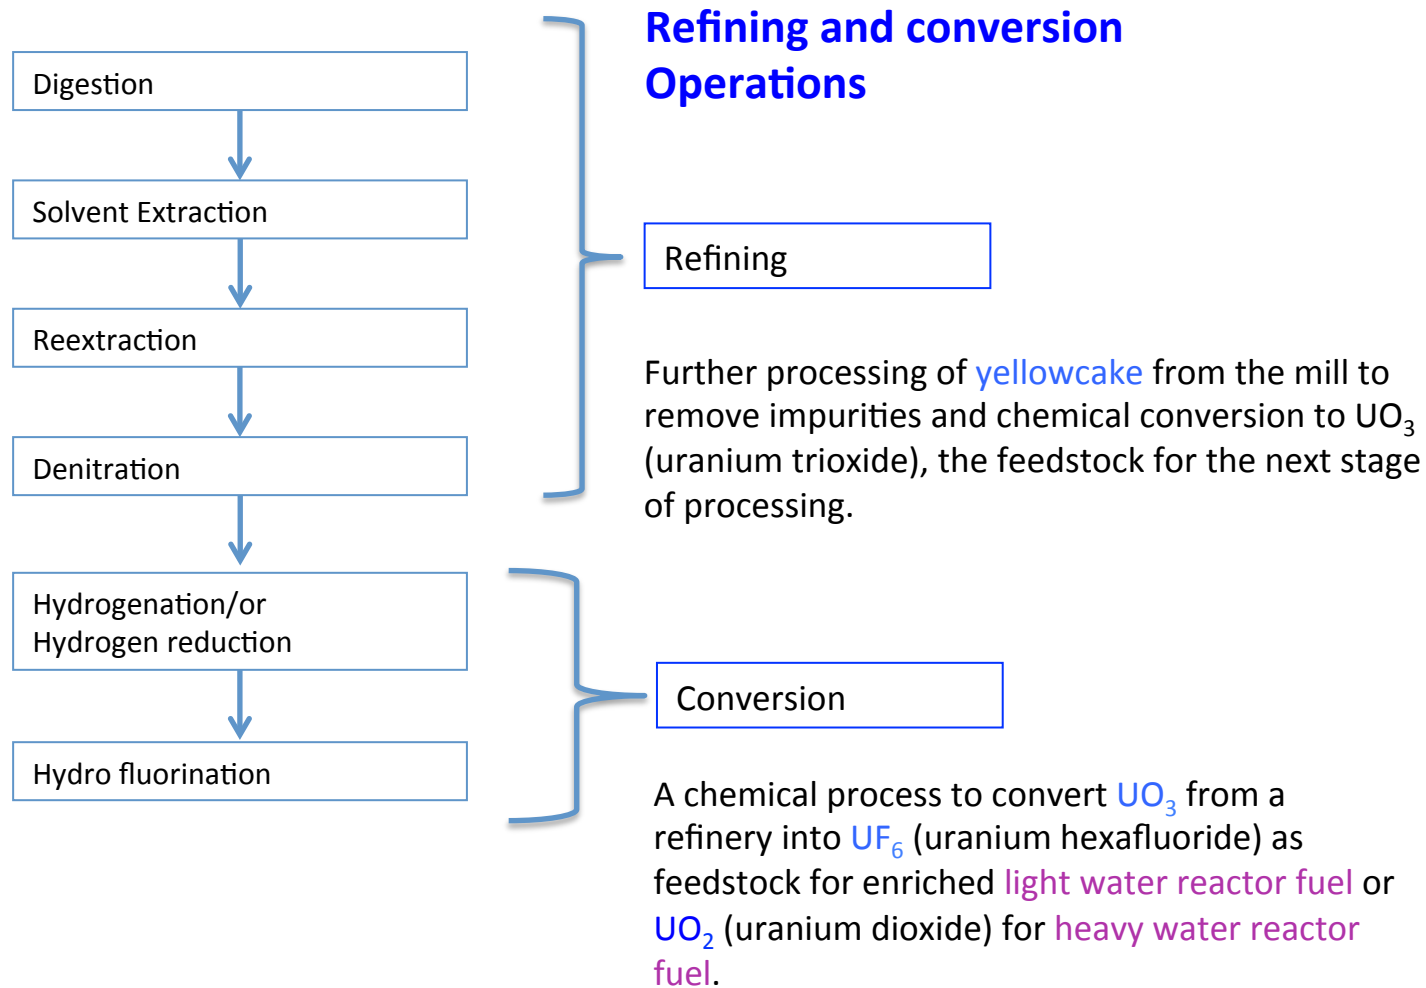 Refining and conversion
Operations
Digestion
Solvent Extraction
Reextraction
Denitration
Hydrogenation/or
Hydrogen reduction
Hydro fluorination
Refining
Further processing of yellowcake from the mill to
remove impurities and chemical conversion to UO₃
(uranium trioxide), the feedstock for the next stage
of processing.
Conversion
A chemical process to convert UO₃ from a
refinery into UF₆ (uranium hexafluoride) as
feedstock for enriched light water reactor fuel or
UO₂ (uranium dioxide) for heavy water reactor
fuel.